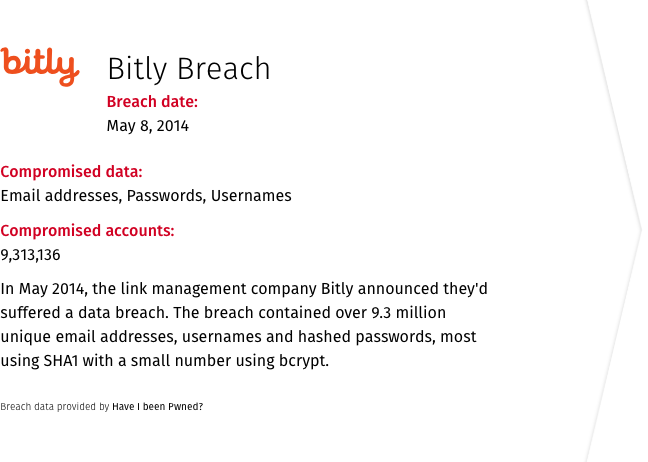 bitly
Bitly Breach
Breach date:
May 8, 2014
Compromised data:
Email addresses, Passwords, Usernames
Compromised accounts:
9,313,136
In May 2014, the link management company Bitly announced they'd
suffered a data breach. The breach contained over 9.3 million
unique email addresses, usernames and hashed passwords, most
using SHA1 with a small number using bcrypt.
Breach data provided by Have I been Pwned?